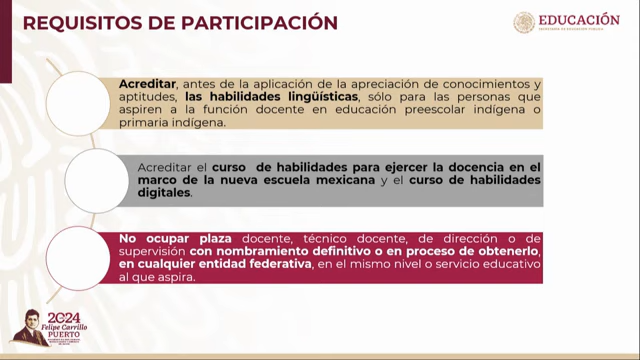 REQUISITOS DE PARTICIPACIÓN
EDUCACIÓN
SECRETARÍA DE EDUCACIÓN PÚBLICA
Acreditar, antes de la aplicación de la apreciación de conocimientos y
aptitudes, las habilidades lingüísticas, sólo para las personas que
aspiren a la función docente en educación preescolar indígena o
primaria indígena.
Acreditar el curso de habilidades para ejercer la docencia en el
marco de la nueva escuela mexicana y el curso de habilidades
digitales.
No ocupar plaza docente, técnico docente, de dirección o de
supervisión con nombramiento definitivo o en proceso de obtenerlo,
en cualquier entidad federativa, en el mismo nivel o servicio educativo
al que aspira.
2024
Felipe Carrillo
PUERTO